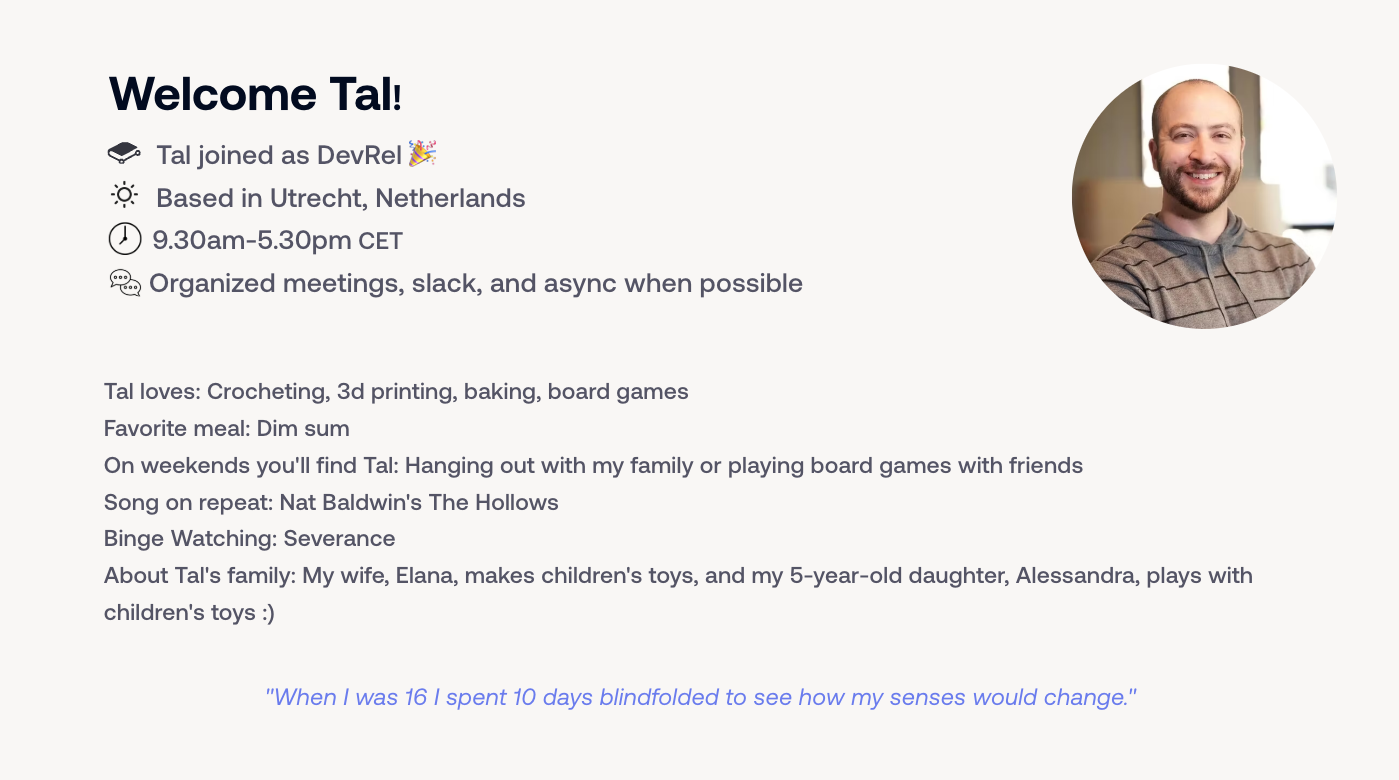 Welcome Tal!
Tal joined as DevRel 🎉
Based in Utrecht, Netherlands
9.30am-5.30pm CET
Organized meetings, slack, and async when possible
Tal loves: Crocheting, 3d printing, baking, board games
Favorite meal: Dim sum
On weekends you'll find Tal: Hanging out with my family or playing board games with friends
Song on repeat: Nat Baldwin's The Hollows
Binge Watching: Severance
About Tal's family: My wife, Elana, makes children's toys, and my 5-year-old daughter, Alessandra, plays with
children's toys :)
"When I was 16 I spent 10 days blindfolded to see how my senses would change."